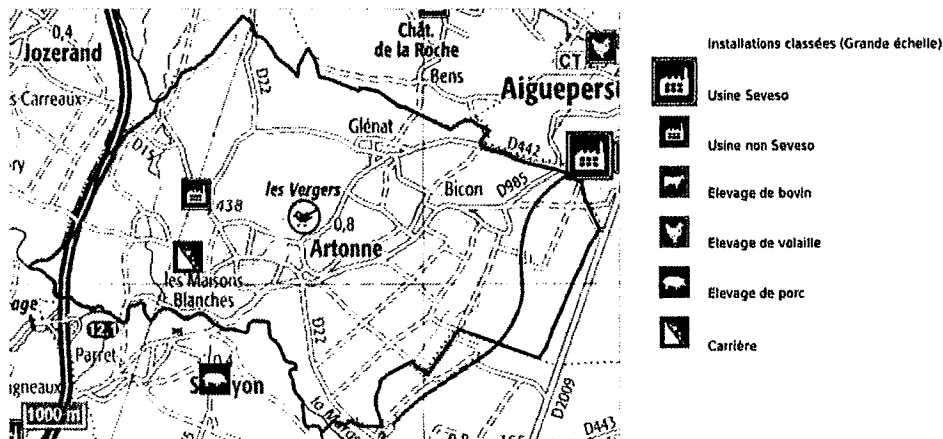 0,4
Jozerand
Chât.
de la Roche
Bens
CT
Aigueperse
D22
Carreaux
Glénat
D15
D442
les Vergers
438
Bicon
D985
0,8
Artonne
les Maisons
Blanches
12.1
Parret
D22
1000 m
D2009
D443
Installations classées (Grande échelle)
Usine Seveso
Usine non Seveso
Elevage de bovin
Elevage de volaille
Elevage de porc
Carrière